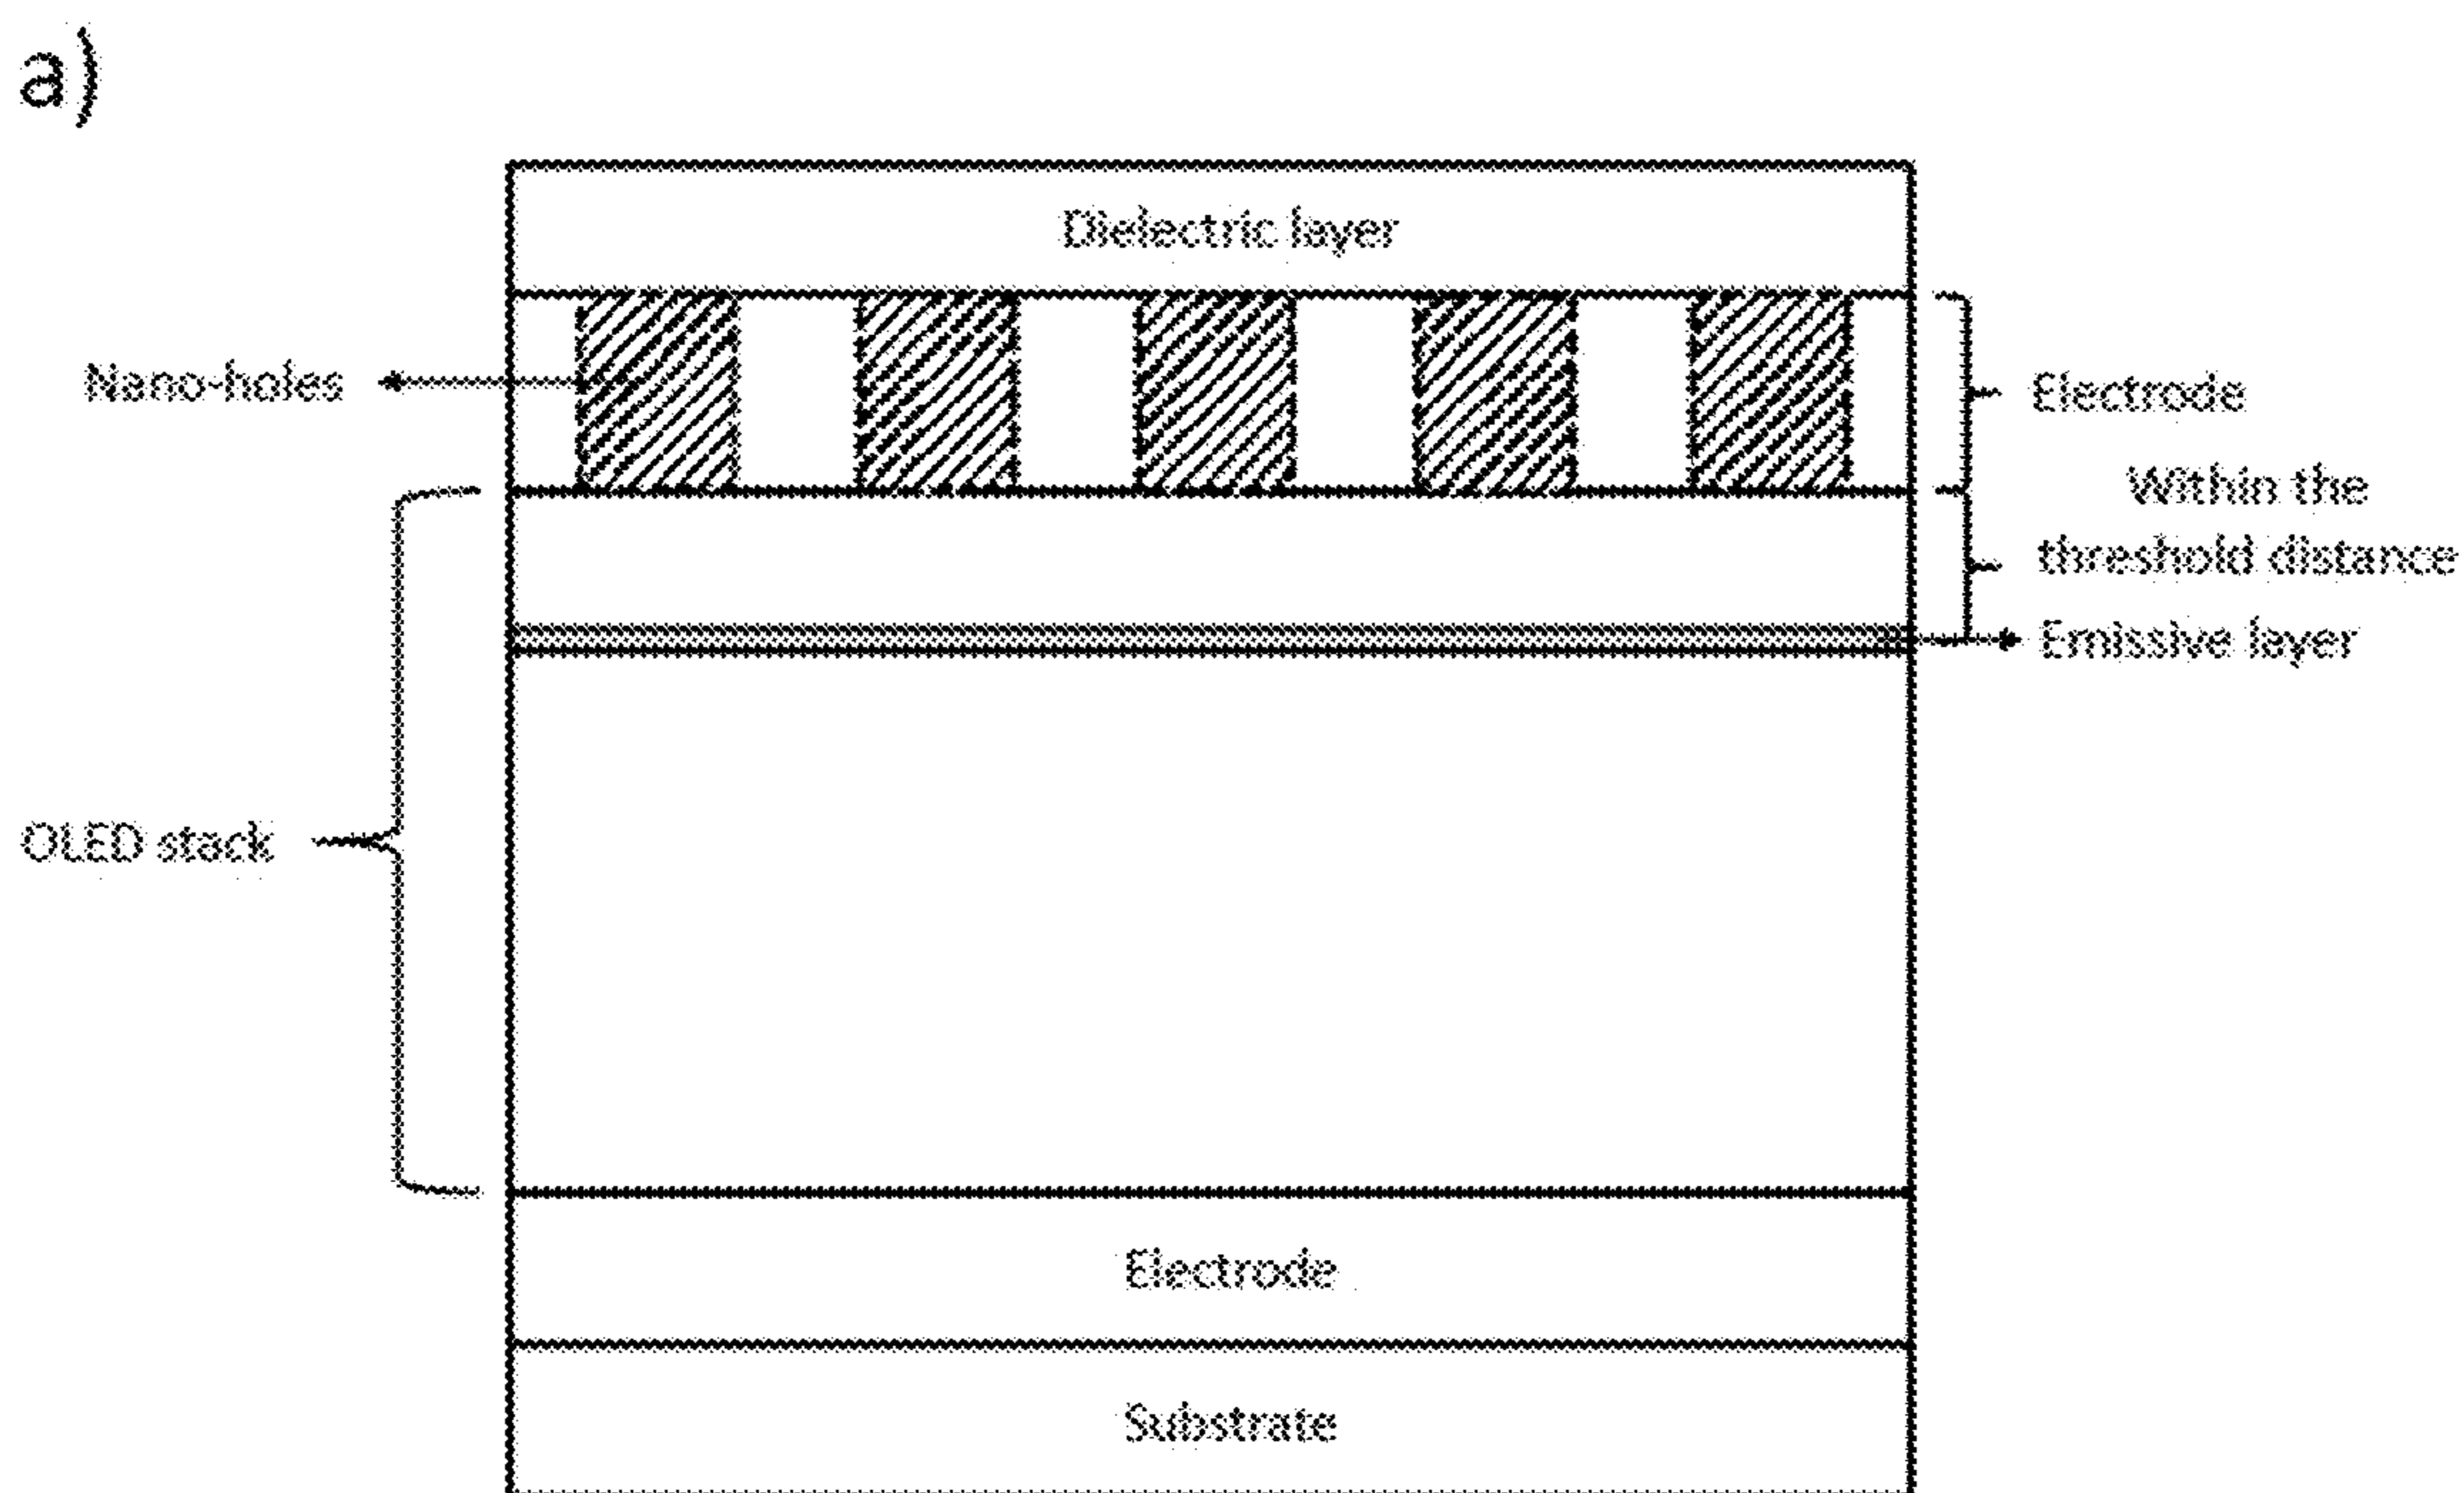 a)
Dielectric layer
Nano-holes
Electrode
Within the
threshold distance
Emissive layer
OLED stack
Electrode
Substrate